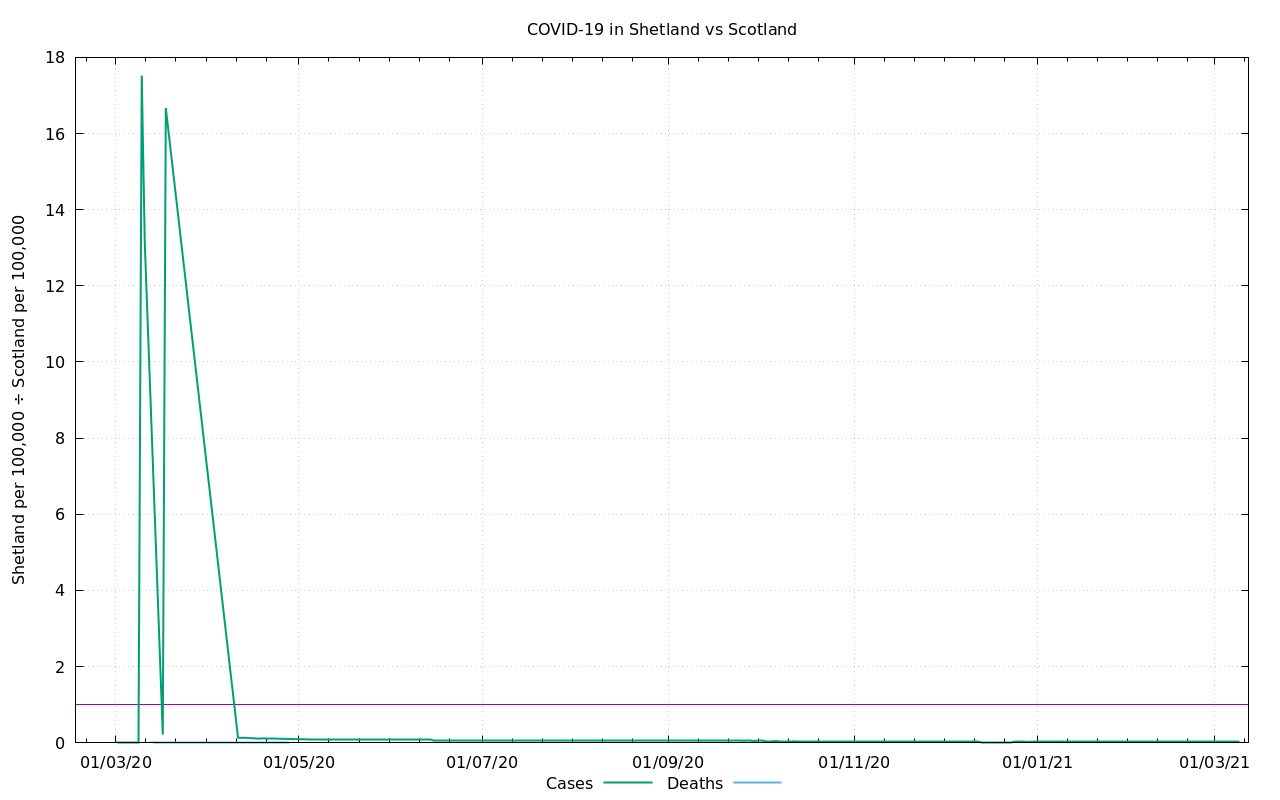 COVID-19 in Shetland vs Scotland
Shetland per 100,000 ÷ Scotland per 100,000
18
16
14
12
10
8
6
4
2
0
01/03/20 01/05/20 01/07/20 01/09/20 01/11/20 01/01/21 01/03/21
Cases Deaths